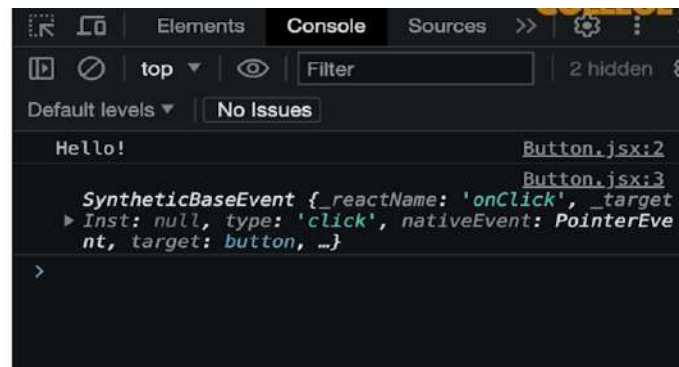 Elements Console Sources >>
top ▼ Filter 2 hidden
Default levels ▼ No Issues
Hello! Button.jsx:2
Button.jsx:3
SyntheticBaseEvent {_reactName: 'onClick', _target
Inst: null, type: 'click', nativeEvent: PointerEve
nt, target: button, …}
>